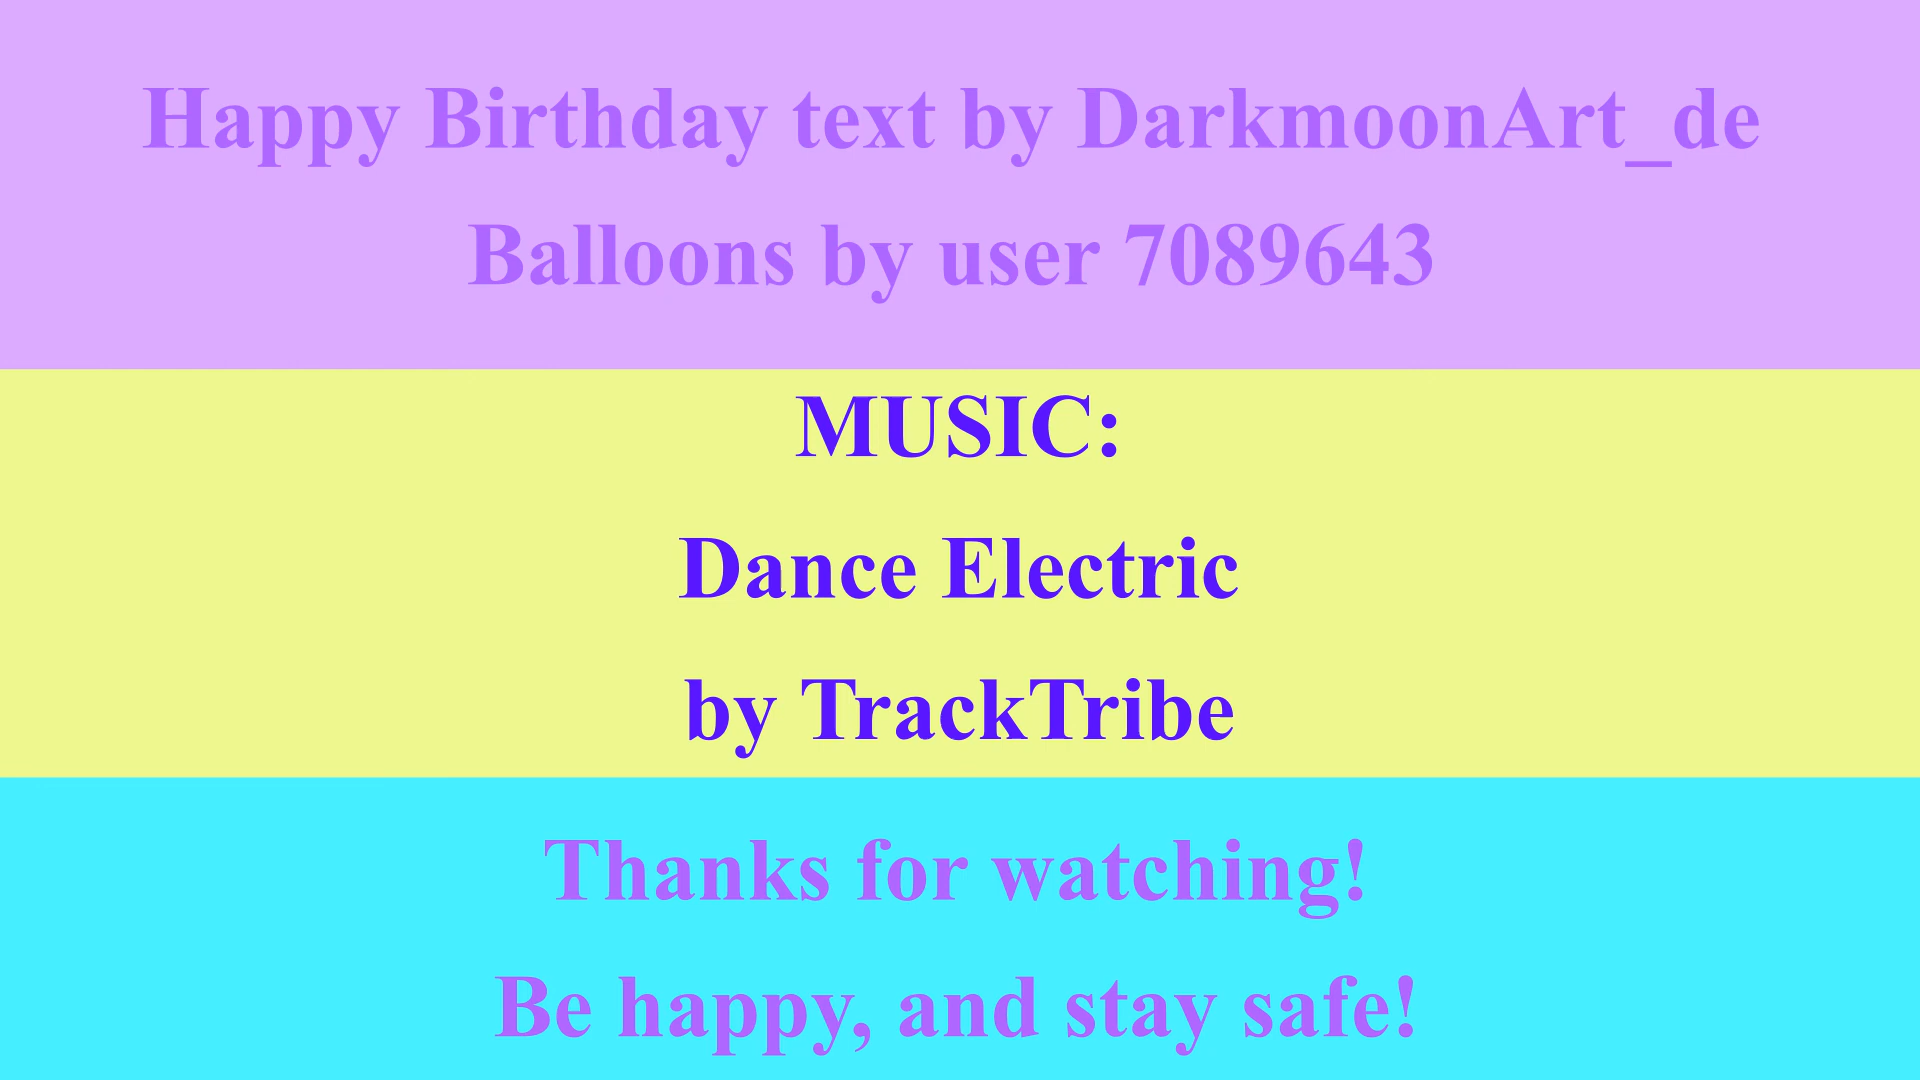 Happy Birthday text by DarkmoonArt_de
Balloons by user 7089643
MUSIC:
Dance Electric
by TrackTribe
Thanks for watching!
Be happy, and stay safe!